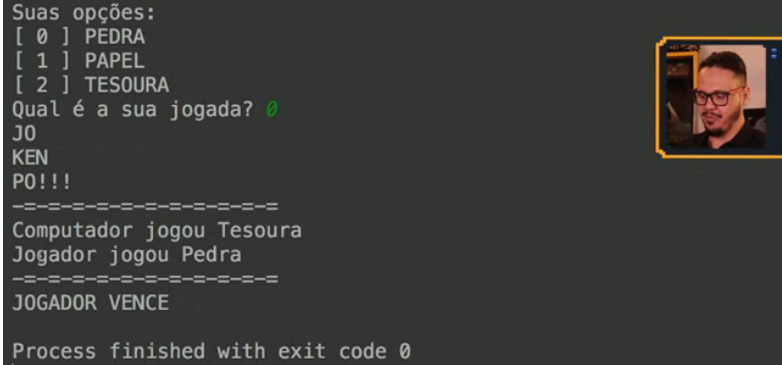 Suas opções:
[ 0 ] PEDRA
[ 1 ] PAPEL
[ 2 ] TESOURA
Qual é a sua jogada? 0
JO
KEN
PO!!!
-=-=-=-=-=-=-=-=-=-=-=
Computador jogou Tesoura
Jogador jogou Pedra
-=-=-=-=-=-=-=-=-=-=-=
JOGADOR VENCE
Process finished with exit code 0